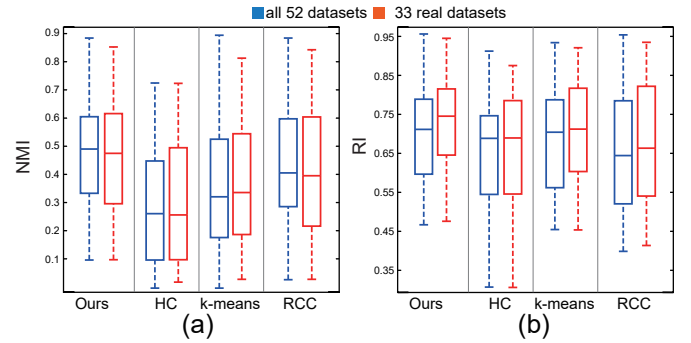 all 52 datasets 33 real datasets
NMI
0.9
0.8
0.7
0.6
0.5
0.4
0.3
0.2
0.1
Ours HC k-means RCC
(a)
RI
0.95
0.85
0.75
0.65
0.55
0.45
0.35
Ours HC k-means RCC
(b)